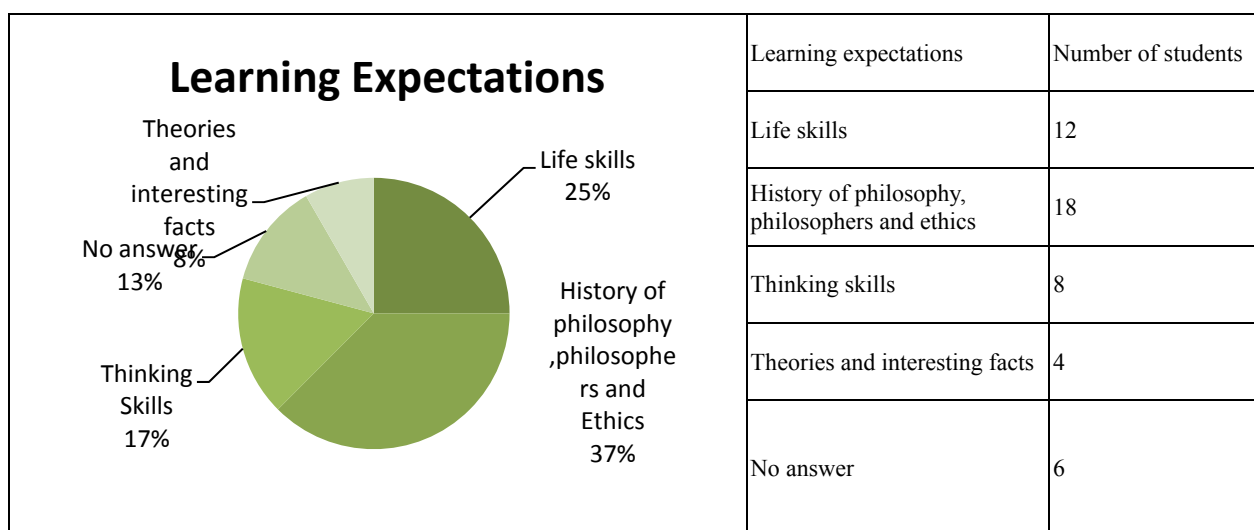 Learning Expectations
Theories
and
interesting
facts
8%
Life skills
25%
No answer
13%
History of
philosophy
,philosophe
rs and
Ethics
37%
Thinking
Skills
17%
Learning expectations Number of students
Life skills 12
History of philosophy,
philosophers and ethics 18
Thinking skills 8
Theories and interesting facts 4
No answer 6